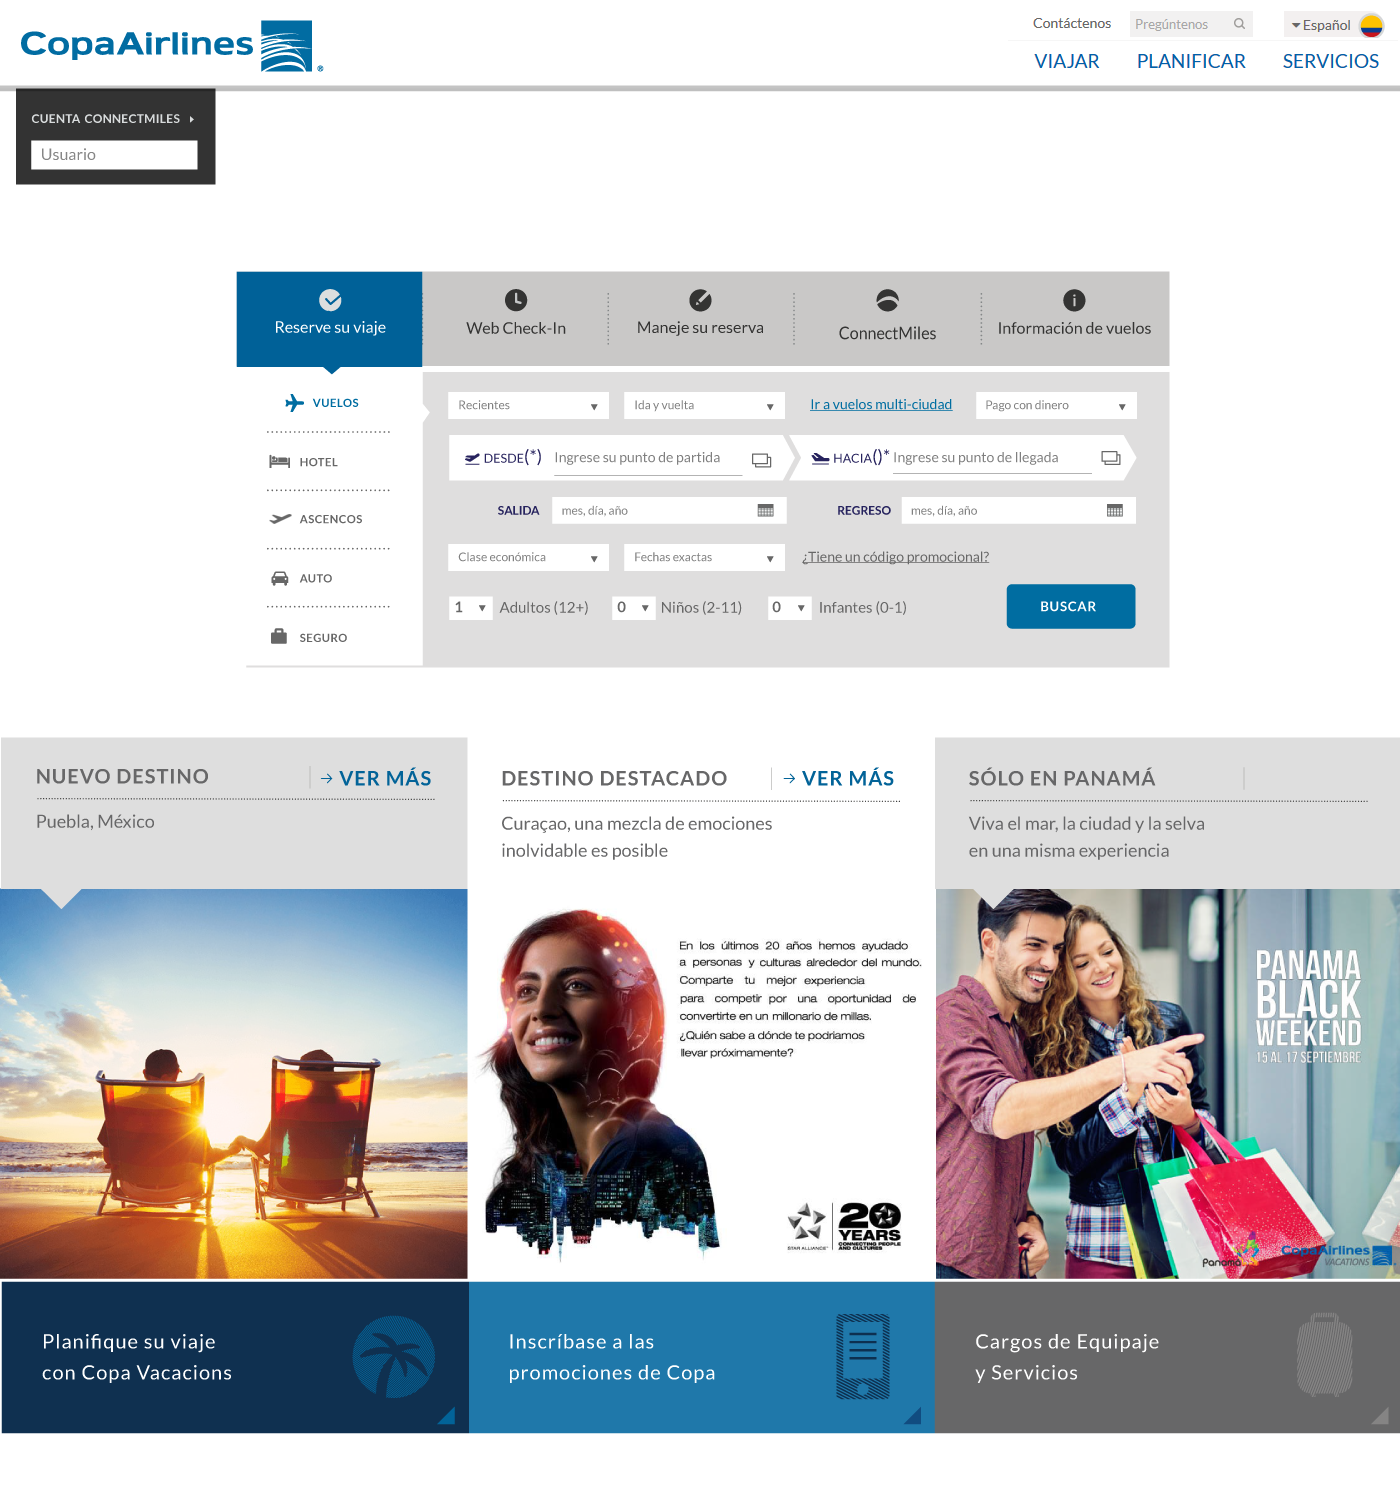 CopaAirlines
Contáctenos
Pregúntenos
Español
VIAJAR PLANIFICAR SERVICIOS
CUENTA CONNECTMILES
Usuario
Reserve su viaje
Web Check-In
Maneje su reserva
ConnectMiles
Información de vuelos
VUELOS
HOTEL
ASCENCOS
AUTO
SEGURO
Recientes
Ida y vuelta
Ir a vuelos multi-ciudad
Pago con dinero
DESDE(*) Ingrese su punto de partida
HACIA()* Ingrese su punto de llegada
SALIDA mes, día, año
REGRESO mes, día, año
Clase económica
Fechas exactas
¿Tiene un código promocional?
1 Adultos (12+)
0 Niños (2-11)
0 Infantes (0-1)
BUSCAR
NUEVO DESTINO
VER MÁS
Puebla, México
DESTINO DESTACADO
VER MÁS
Curaçao, una mezcla de emociones
inolvidable es posible
SÓLO EN PANAMÁ
Viva el mar, la ciudad y la selva
en una misma experiencia
En los últimos 20 años hemos ayudado
a personas y culturas alrededor del mundo.
Comparte tu mejor experiencia
para competir por una oportunidad de
convertirte en un millonario de millas.
¿Quién sabe a dónde te podriamos
llevar próximamente?
STAR ALLIANCE
20
YEARS
CONNECTING PEOPLE
AND CULTURES
PANAMA
BLACK
WEEKEND
15 AL 17 SEPTIEMBRE
Panamá
CopaAirlines
VACATIONS
Planifique su viaje
con Copa Vacacions
Inscríbase a las
promociones de Copa
Cargos de Equipaje
y Servicios